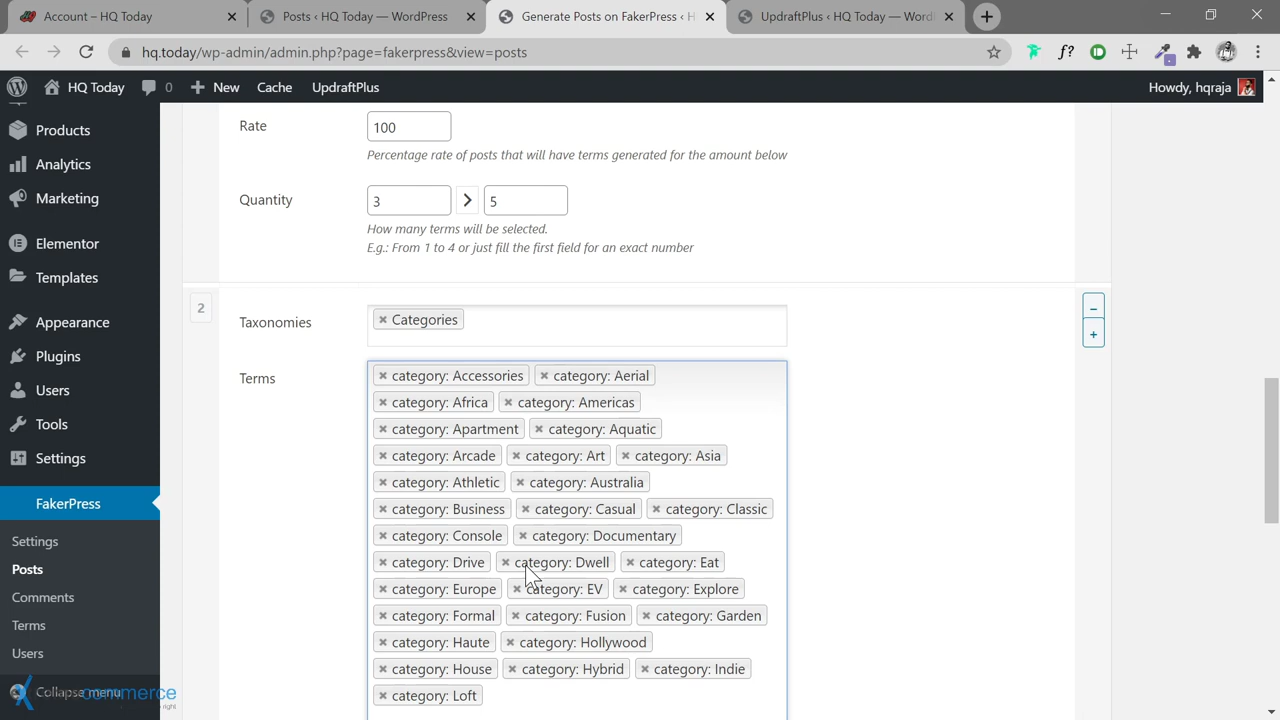 Account - HQ Today
Posts ‹ HQ Today — WordPress
Generate Posts on FakerPress ‹ H
UpdraftPlus ‹ HQ Today — Word
hq.today/wp-admin/admin.php?page=fakerpress&view=posts
f?
HQ Today
0
New
Cache
UpdraftPlus
Howdy, hqraja
Products
Analytics
Marketing
Elementor
Templates
Appearance
Plugins
Users
Tools
Settings
FakerPress
Settings
Posts
Comments
Terms
Users
Collapse menu
commerce
Rate
100
Percentage rate of posts that will have terms generated for the amount below
Quantity
3
5
How many terms will be selected.
E.g.: From 1 to 4 or just fill the first field for an exact number
2
Taxonomies
× Categories
−
+
Terms
× category: Accessories × category: Aerial
× category: Africa × category: Americas
× category: Apartment × category: Aquatic
× category: Arcade × category: Art × category: Asia
× category: Athletic × category: Australia
× category: Business × category: Casual × category: Classic
× category: Console × category: Documentary
× category: Drive × category: Dwell × category: Eat
× category: Europe × category: EV × category: Explore
× category: Formal × category: Fusion × category: Garden
× category: Haute × category: Hollywood
× category: House × category: Hybrid × category: Indie
× category: Loft